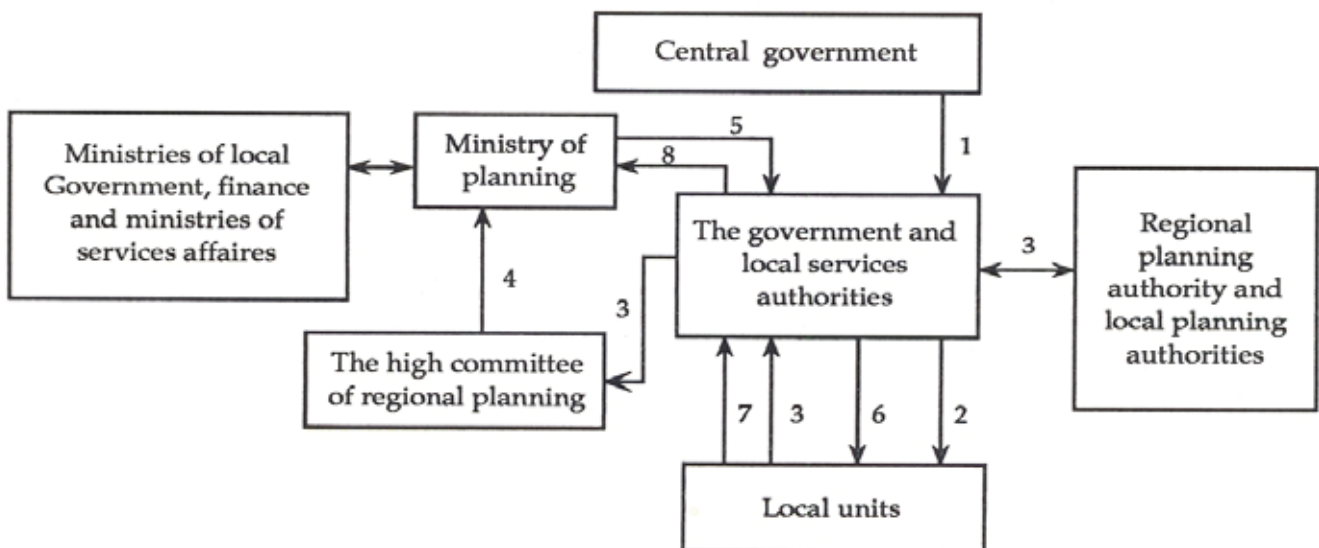 Central government
5
8
1
Ministries of local
Government, finance
and ministries of
services affaires
Ministry of
planning
The government and
local services
authorities
3
Regional
planning
authority and
local planning
authorities
4
3
The high committee
of regional planning
7
3
6
2
Local units